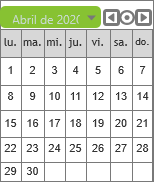 Abril de 2020
lu. ma. mi. ju. vi. sa. do.
1 2 3 4 5 6 7
8 9 10 11 12 13 14
15 16 17 18 19 20 21
22 23 24 25 26 27 28
29 30